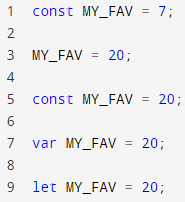 1 const MY_FAV = 7;
2
3 MY_FAV = 20;
4
5 const MY_FAV = 20;
6
7 var MY_FAV = 20;
8
9 let MY_FAV = 20;